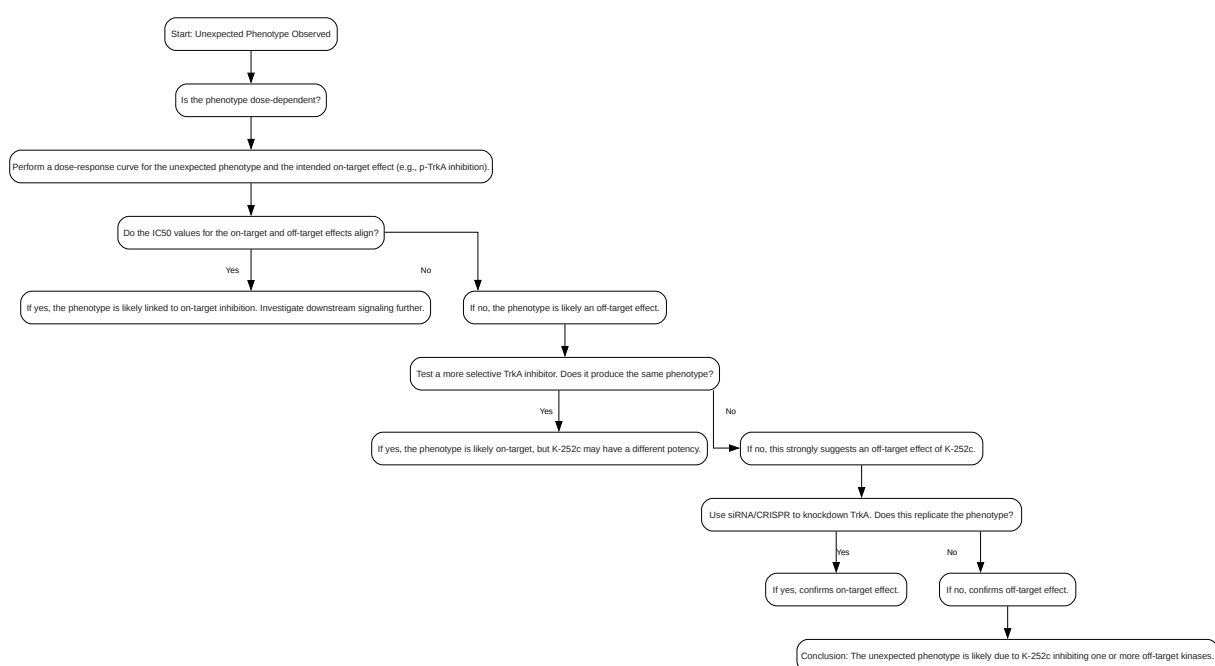 Start: Unexpected Phenotype Observed
Is the phenotype dose-dependent?
Perform a dose-response curve for the unexpected phenotype and the intended on-target effect (e.g., p-TrkA inhibition).
Do the IC50 values for the on-target and off-target effects align?
Yes
No
If yes, the phenotype is likely linked to on-target inhibition. Investigate downstream signaling further.
If no, the phenotype is likely an off-target effect.
Test a more selective TrkA inhibitor. Does it produce the same phenotype?
Yes
No
If yes, the phenotype is likely on-target, but K-252c may have a different potency.
If no, this strongly suggests an off-target effect of K-252c.
Use siRNA/CRISPR to knockdown TrkA. Does this replicate the phenotype?
Yes
No
If yes, confirms on-target effect.
If no, confirms off-target effect.
Conclusion: The unexpected phenotype is likely due to K-252c inhibiting one or more off-target kinases.